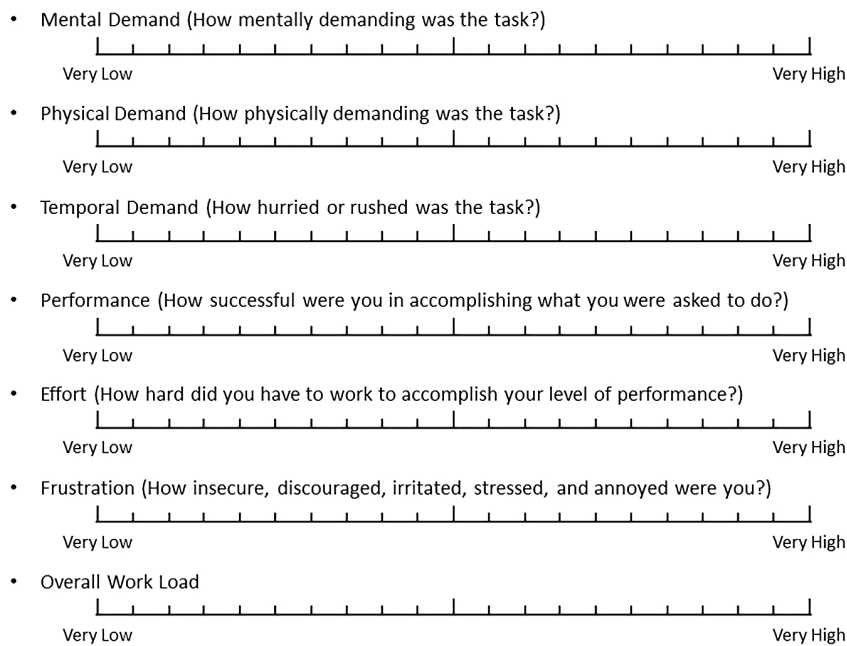 • Mental Demand (How mentally demanding was the task?)
Very Low Very High
• Physical Demand (How physically demanding was the task?)
Very Low Very High
• Temporal Demand (How hurried or rushed was the task?)
Very Low Very High
• Performance (How successful were you in accomplishing what you were asked to do?)
Very Low Very High
• Effort (How hard did you have to work to accomplish your level of performance?)
Very Low Very High
• Frustration (How insecure, discouraged, irritated, stressed, and annoyed were you?)
Very Low Very High
• Overall Work Load
Very Low Very High